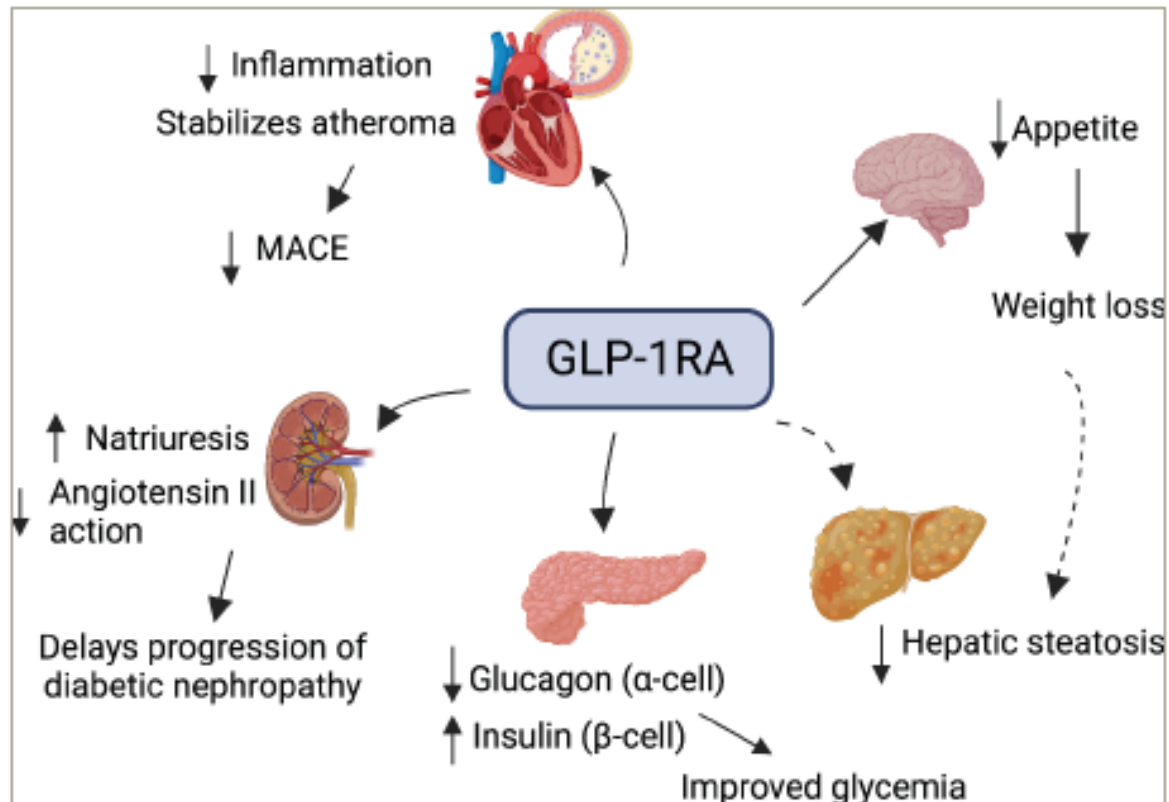 ↓ Inflammation
Stabilizes atheroma
↓ MACE
↓ Appetite
Weight loss
GLP-1RA
↑ Natriuresis
↓ Angiotensin II
action
Delays progression of
diabetic nephropathy
↓ Glucagon (α-cell)
↑ Insulin (β-cell)
Improved glycemia
↓ Hepatic steatosis